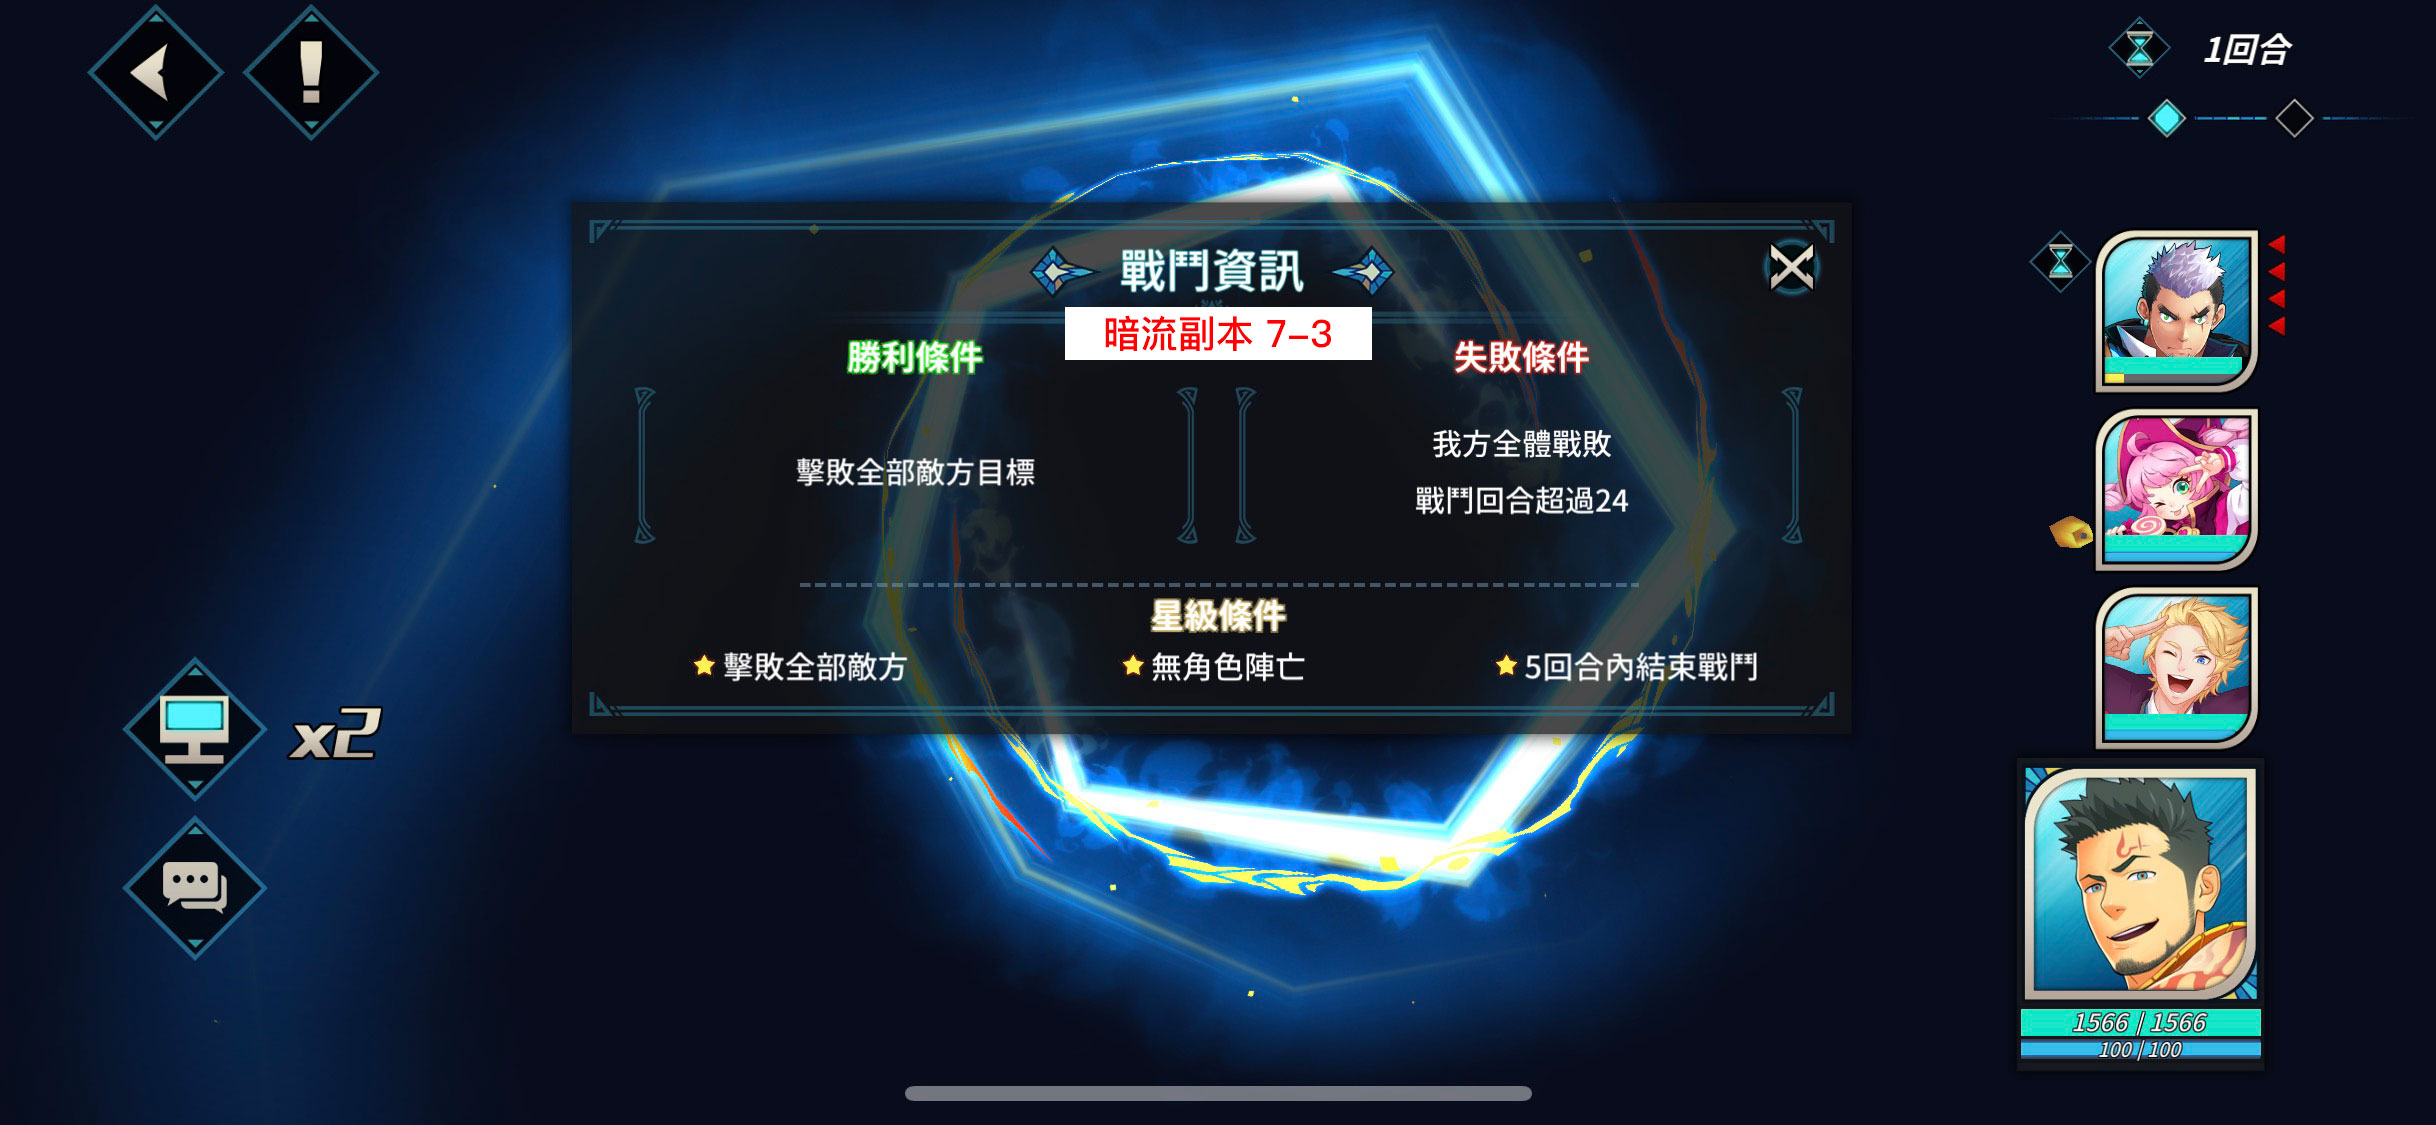 1回合
戰鬥資訊
暗流副本 7-3
勝利條件
失敗條件
擊敗全部敵方目標
我方全體戰敗
戰鬥回合超過24
星級條件
擊敗全部敵方
無角色陣亡
5回合內結束戰鬥
x2
1566 / 1566
100 / 100